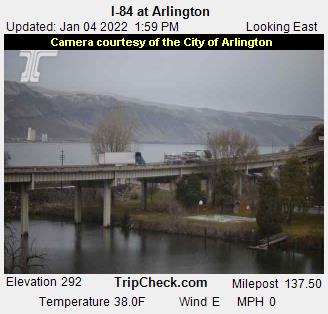 I-84 at Arlington
Updated: Jan 04 2022 1:59 PM Looking East
Camera courtesy of the City of Arlington
Elevation 292 TripCheck.com Milepost 137.50
Temperature 38.0F Wind E MPH 0